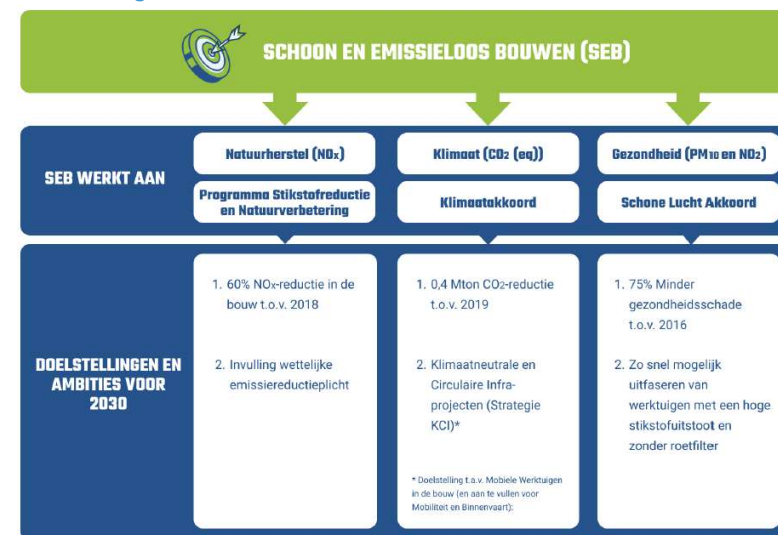 SCHOON EN EMISSIELOOS BOUWEN (SEB)
SEB WERKT AAN
Natuurherstel (NOx)
Klimaat (CO2 (eq))
Gezondheid (PM10 en NO2)
Programma Stikstofreductie
en Natuurverbetering
Klimaatakkoord
Schone Lucht Akkoord
DOELSTELLINGEN EN
AMBITIES VOOR
2030
1. 60% NOx-reductie in de
bouw t.o.v. 2018
2. Invulling wettelijke
emissiereductieplicht
1. 0,4 Mton CO2-reductie
t.o.v. 2019
2. Klimaatneutrale en
Circulaire Infra-
projecten (Strategie
KCI)*
* Doelstelling t.a.v. Mobiele Werktuigen
in de bouw (en aan te vullen voor
Mobiliteit en Binnenvaart):
1. 75% Minder
gezondheidsschade
t.o.v. 2016
2. Zo snel mogelijk
uitfaseren van
werktuigen met een hoge
stikstofuitstoot en
zonder roetfilter